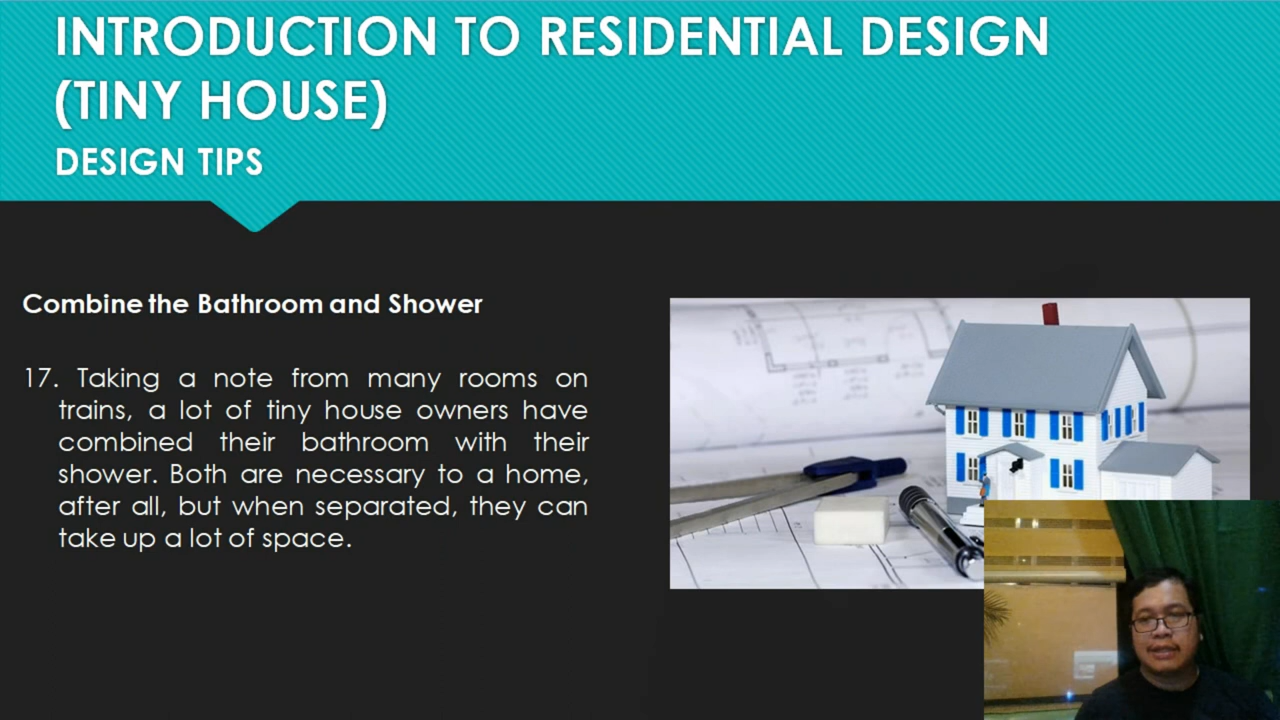 INTRODUCTION TO RESIDENTIAL DESIGN
(TINY HOUSE)
DESIGN TIPS
Combine the Bathroom and Shower
17. Taking a note from many rooms on
trains, a lot of tiny house owners have
combined their bathroom with their
shower. Both are necessary to a home,
after all, but when separated, they can
take up a lot of space.